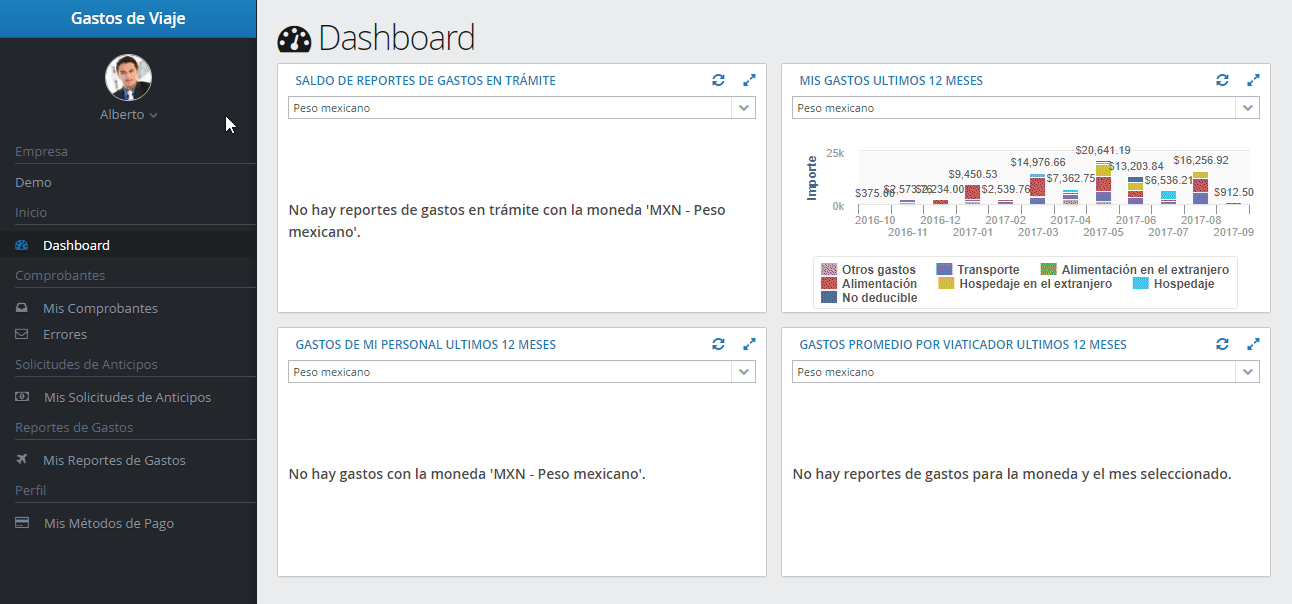 Gastos de Viaje
Alberto
Empresa
Demo
Inicio
Dashboard
Comprobantes
Mis Comprobantes
Errores
Solicitudes de Anticipos
Mis Solicitudes de Anticipos
Reportes de Gastos
Mis Reportes de Gastos
Perfil
Mis Métodos de Pago
Dashboard
SALDO DE REPORTES DE GASTOS EN TRÁMITE
Peso mexicano
No hay reportes de gastos en trámite con la moneda 'MXN - Peso
mexicano'.
MIS GASTOS ULTIMOS 12 MESES
Peso mexicano
Importe
25k
0k
$20,641.19
$14,976.66
$13,203.84
$16,256.92
$9,450.53
$7,362.75
$6,536.21
$2,539.76
$912.50
2016-10
2016-12
2017-02
2017-04
2017-06
2017-08
2016-11
2017-01
2017-03
2017-05
2017-07
2017-09
Otros gastos
Transporte
Alimentación en el extranjero
Alimentación
Hospedaje en el extranjero
Hospedaje
No deducible
GASTOS DE MI PERSONAL ULTIMOS 12 MESES
Peso mexicano
No hay gastos con la moneda 'MXN - Peso mexicano'.
GASTOS PROMEDIO POR VIATICADOR ULTIMOS 12 MESES
Peso mexicano
No hay reportes de gastos para la moneda y el mes seleccionado.